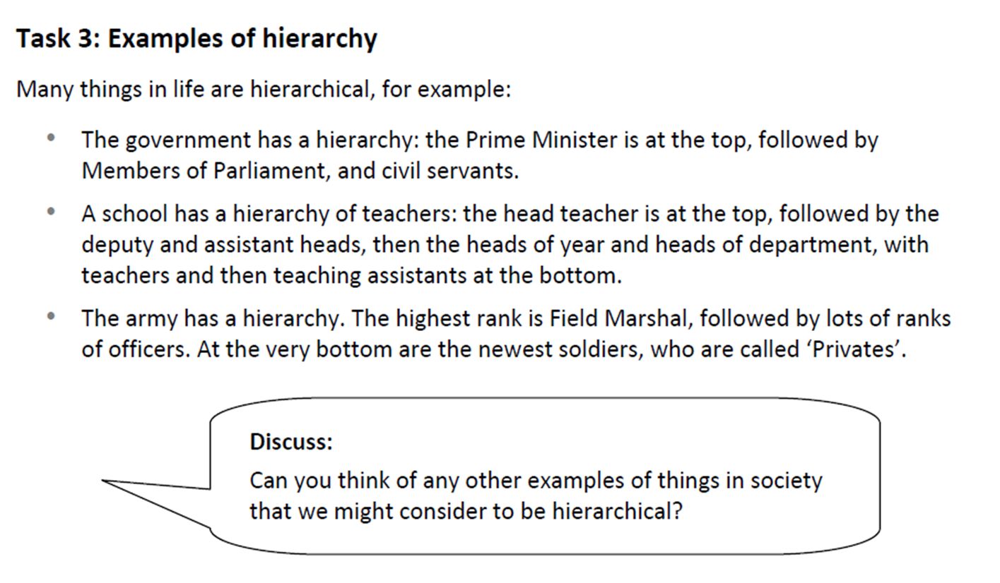 Task 3: Examples of hierarchy
Many things in life are hierarchical, for example:
• The government has a hierarchy: the Prime Minister is at the top, followed by
Members of Parliament, and civil servants.
• A school has a hierarchy of teachers: the head teacher is at the top, followed by the
deputy and assistant heads, then the heads of year and heads of department, with
teachers and then teaching assistants at the bottom.
• The army has a hierarchy. The highest rank is Field Marshal, followed by lots of ranks
of officers. At the very bottom are the newest soldiers, who are called ‘Privates’.
Discuss:
Can you think of any other examples of things in society
that we might consider to be hierarchical?